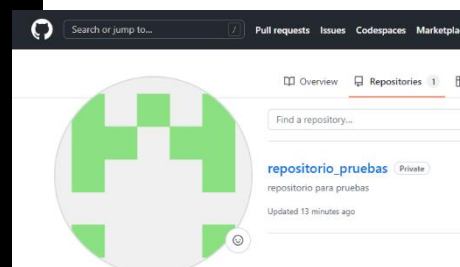 Search or jump to... /
Pull requests Issues Codespaces Marketpla
Overview Repositories 1
Find a repository...
repositorio_pruebas Private
repositorio para pruebas
Updated 13 minutes ago